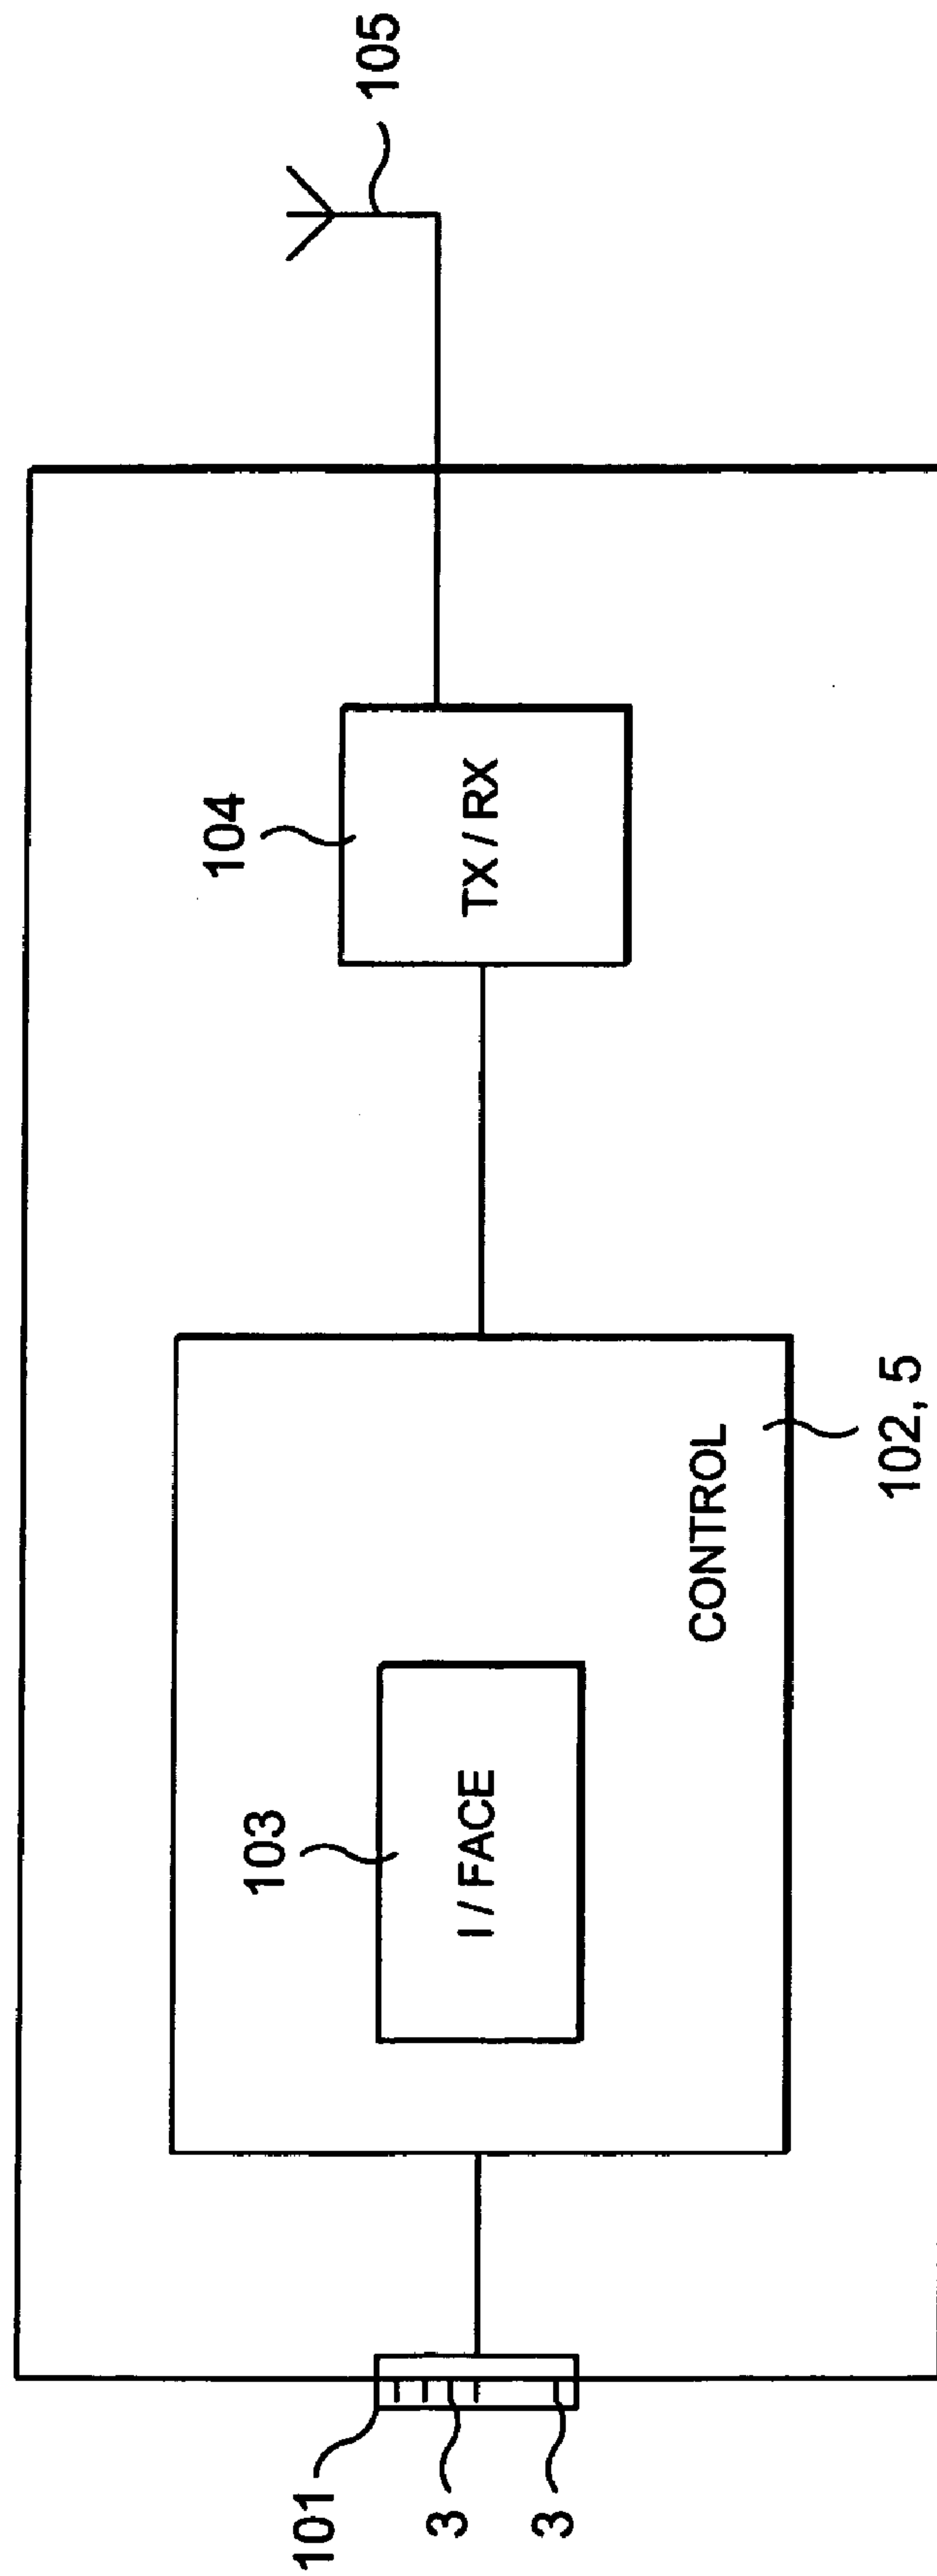 101
3
3
103
I / FACE
CONTROL
102, 5
104
TX / RX
105